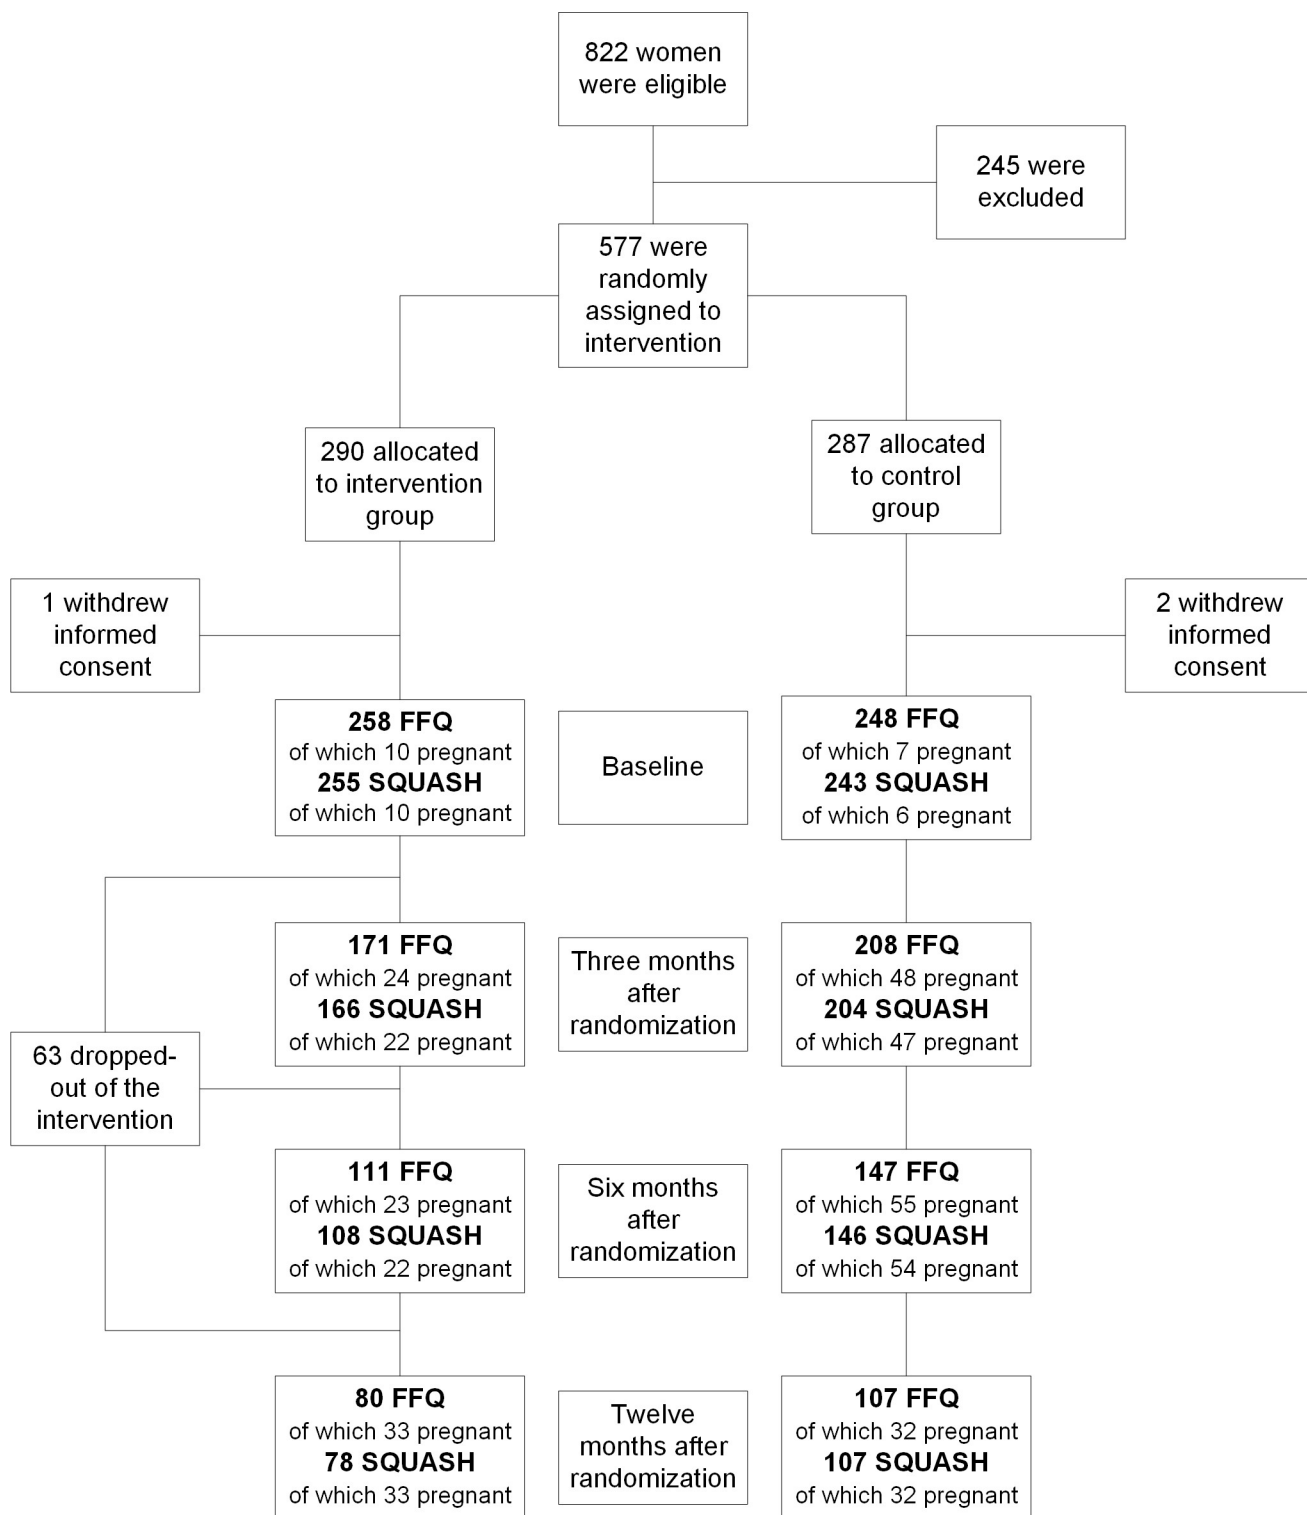 822 women
were eligible
245 were
excluded
577 were
randomly
assigned to
intervention
290 allocated
to intervention
group
287 allocated
to control
group
1 withdrew
informed
consent
2 withdrew
informed
consent
258 FFQ
of which 10 pregnant
255 SQUASH
of which 10 pregnant
Baseline
248 FFQ
of which 7 pregnant
243 SQUASH
of which 6 pregnant
171 FFQ
of which 24 pregnant
166 SQUASH
of which 22 pregnant
Three months
after
randomization
208 FFQ
of which 48 pregnant
204 SQUASH
of which 47 pregnant
63 dropped-
out of the
intervention
111 FFQ
of which 23 pregnant
108 SQUASH
of which 22 pregnant
Six months
after
randomization
147 FFQ
of which 55 pregnant
146 SQUASH
of which 54 pregnant
80 FFQ
of which 33 pregnant
78 SQUASH
of which 33 pregnant
Twelve
months after
randomization
107 FFQ
of which 32 pregnant
107 SQUASH
of which 32 pregnant